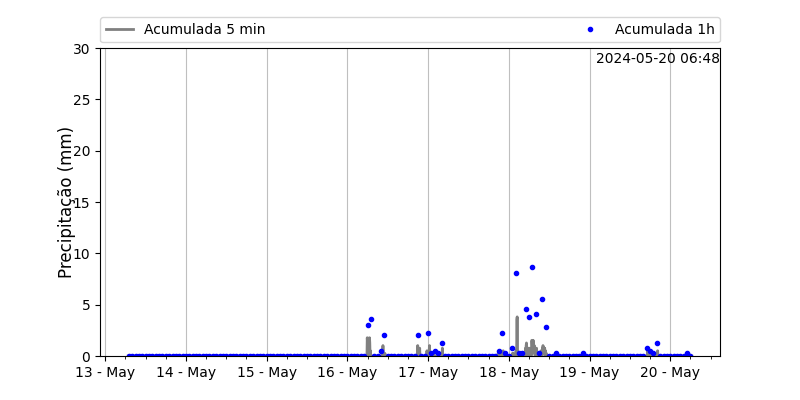 Acumulada 5 min
Acumulada 1h
2024-05-20 06:48
Precipitação (mm)
30
25
20
15
10
5
0
13 - May 14 - May 15 - May 16 - May 17 - May 18 - May 19 - May 20 - May